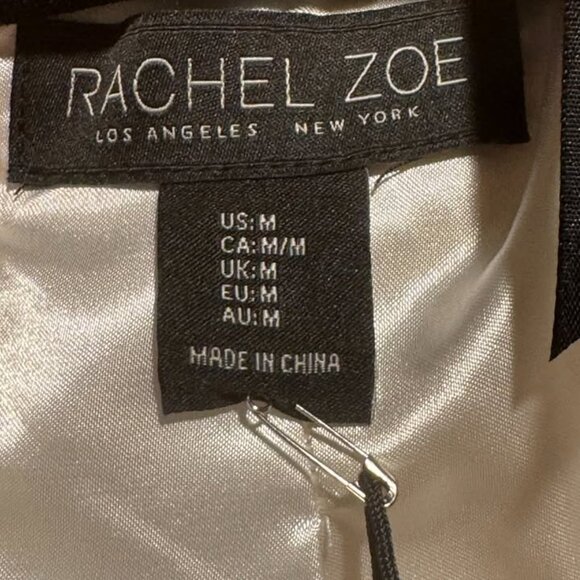 RACHEL ZOE
LOS ANGELES NEW YORK
US:M
CA:M/M
UK:M
EU:M
AU:M
MADE IN CHINA